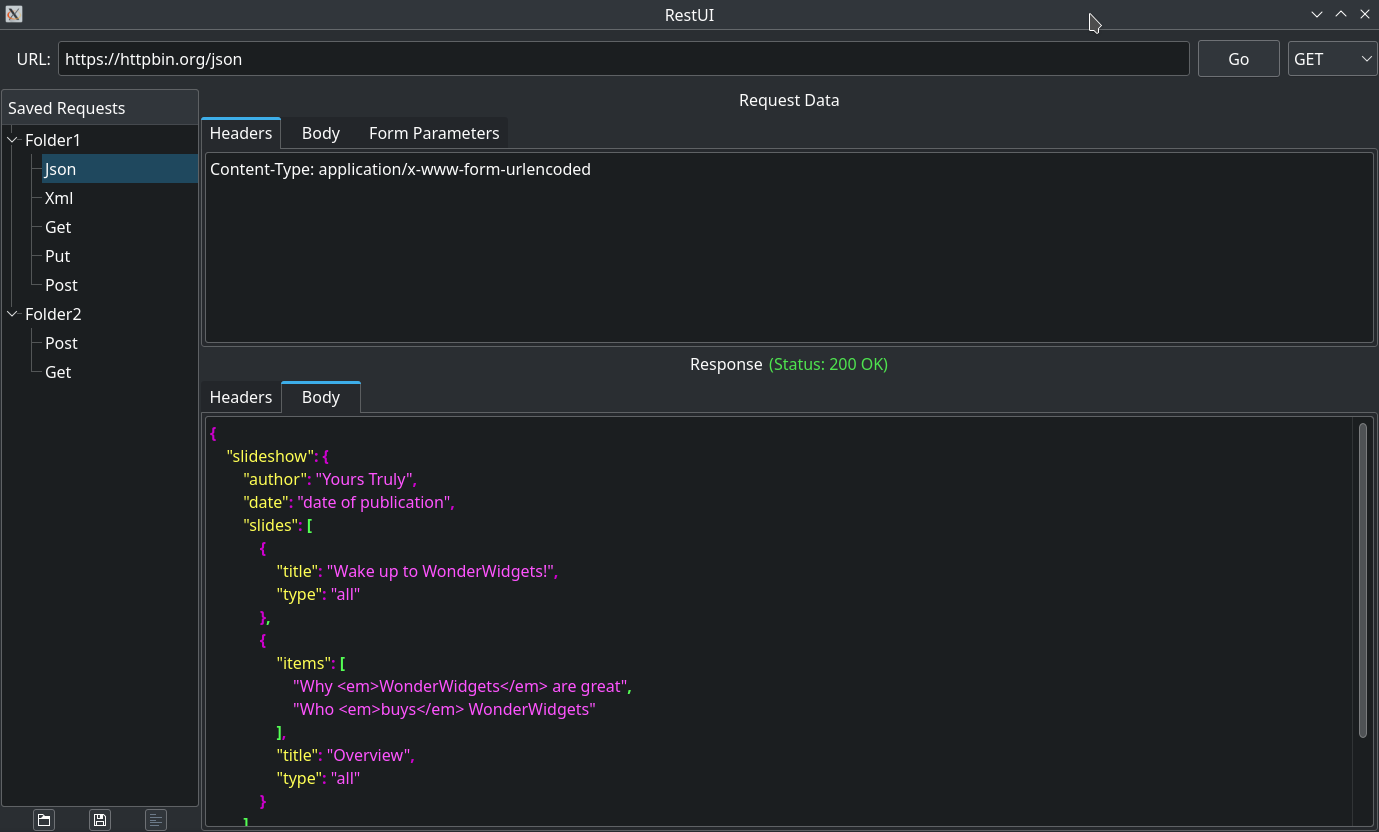 RestUI
URL: https://httpbin.org/json Go GET
Saved Requests
Folder1
Json
Xml
Get
Put
Post
Folder2
Post
Get
Request Data
Headers Body Form Parameters
Content-Type: application/x-www-form-urlencoded
Response (Status: 200 OK)
Headers Body
{
"slideshow": {
"author": "Yours Truly",
"date": "date of publication",
"slides": [
{
"title": "Wake up to WonderWidgets!",
"type": "all"
},
{
"items": [
"Why <em>WonderWidgets</em> are great",
"Who <em>buys</em> WonderWidgets"
],
"title": "Overview",
"type": "all"
}
]